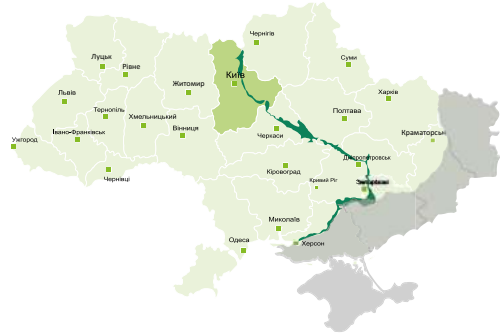 Чернігів
Суми
Луцьк
Рівне
Київ
Житомир
Львів
Харків
Тернопіль
Хмельницький
Полтава
Івано-Франківськ
Вінниця
Черкаси
Краматорськ
Ужгород
Дніпропетровськ
Кіровоград
Чернівці
Кривий Ріг
Миколаїв
Одеса
Херсон